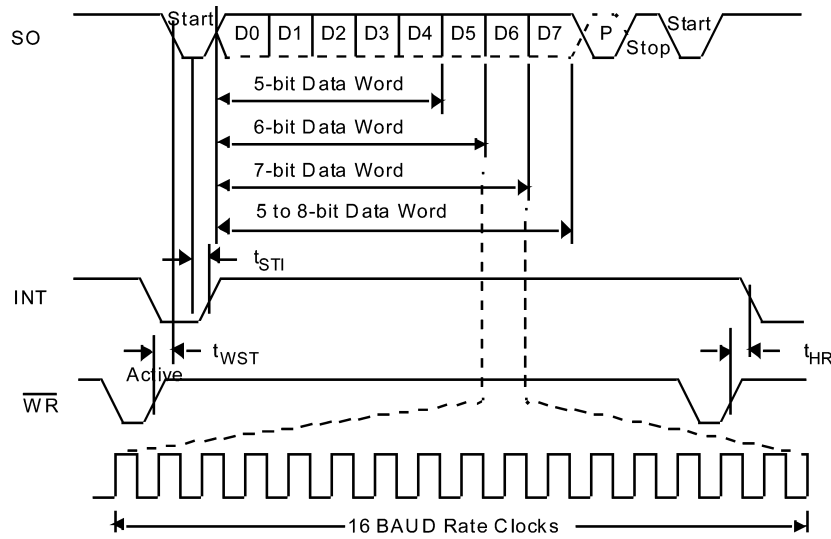 Start
SO
D0 D1 D2 D3 D4 D5 D6 D7
P
Stop
Start
5-bit Data Word
6-bit Data Word
7-bit Data Word
5 to 8-bit Data Word
tSTI
INT
tWST
tHR
Active
WR
16 BAUD Rate Clocks